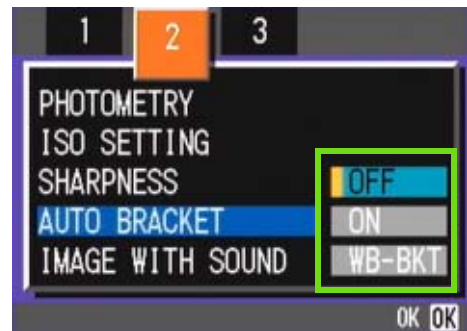 1 2 3
PHOTOMETRY
ISO SETTING
SHARPNESS OFF
AUTO BRACKET ON
IMAGE WITH SOUND WB-BKT
OK OK